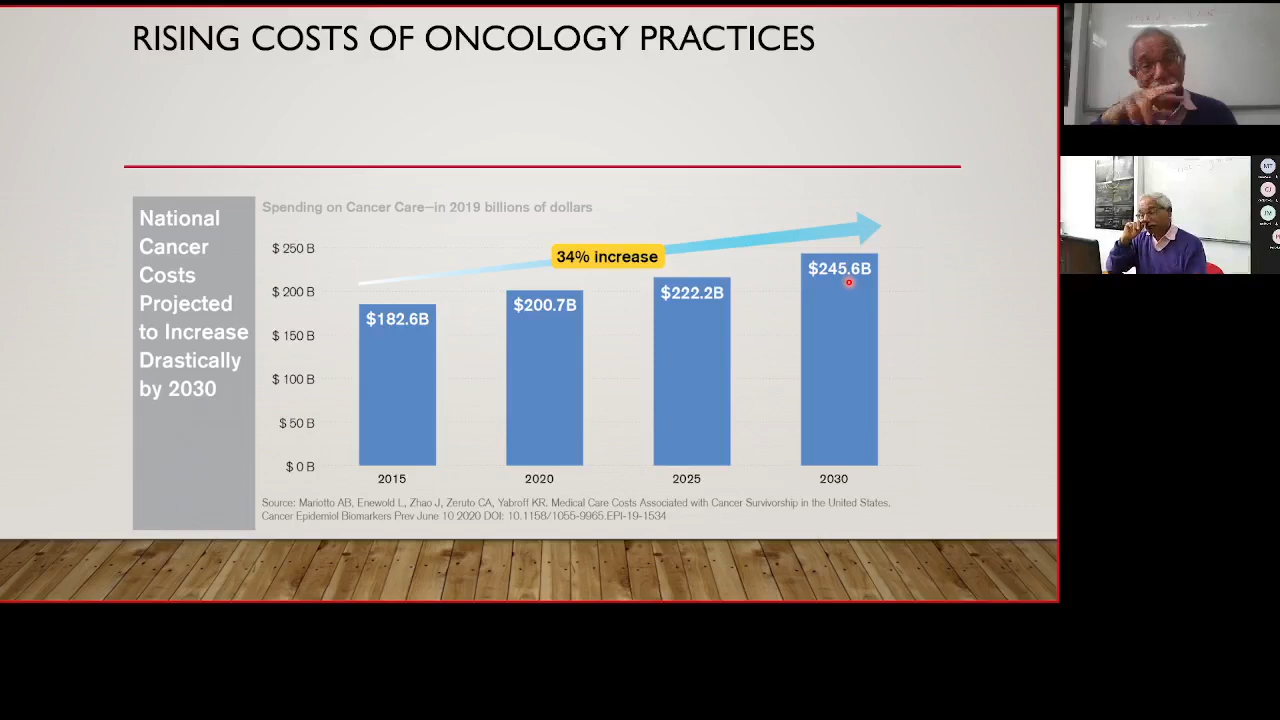 RISING COSTS OF ONCOLOGY PRACTICES
National
Cancer
Costs
Projected
to Increase
Drastically
by 2030
Spending on Cancer Care—in 2019 billions of dollars
34% increase
$ 250 B
$ 200 B
$ 150 B
$ 100 B
$ 50 B
$ 0 B
$182.6B
$200.7B
$222.2B
$245.6B
2015
2020
2025
2030
Source: Mariotto AB, Enewold L, Zhao J, Zeruto CA, Yabroff KR. Medical Care Costs Associated with Cancer Survivorship in the United States.
Cancer Epidemiol Biomarkers Prev June 10 2020 DOI: 10.1158/1055-9965.EPI-19-1534
MT
CJ